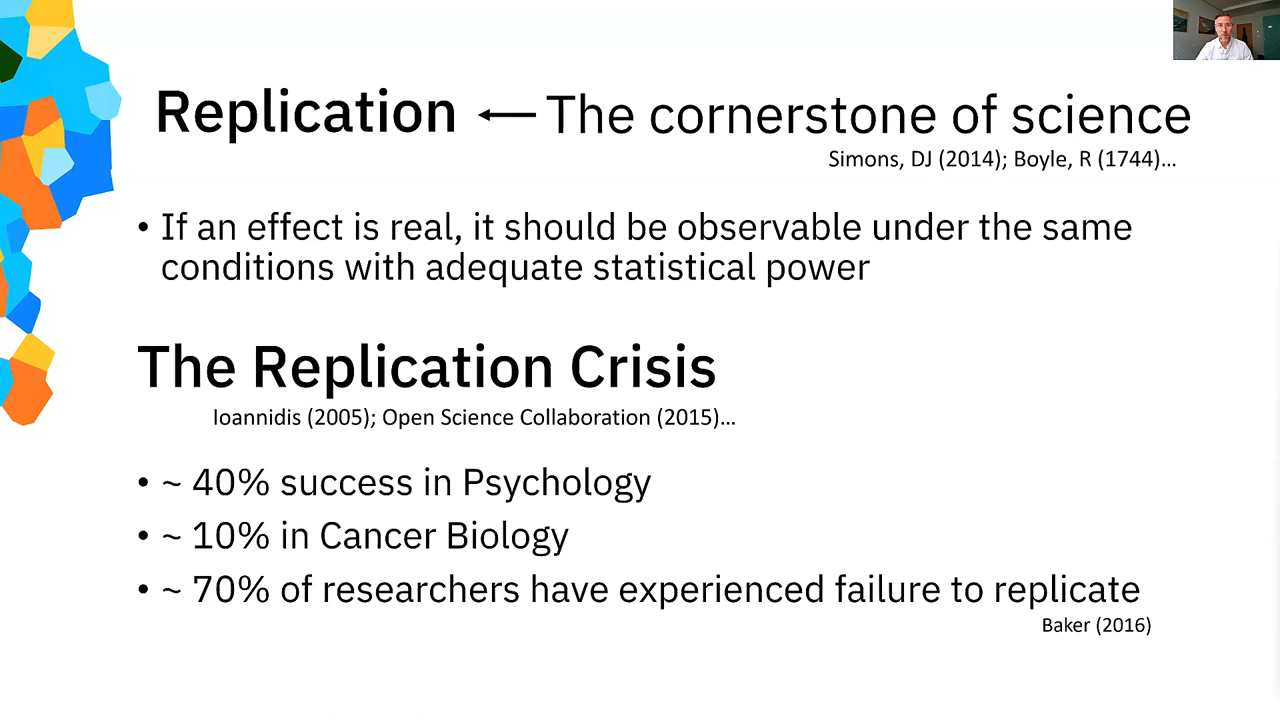 Replication ← The cornerstone of science
Simons, DJ (2014); Boyle, R (1744)...
• If an effect is real, it should be observable under the same
conditions with adequate statistical power
The Replication Crisis
Ioannidis (2005); Open Science Collaboration (2015)...
• ~ 40% success in Psychology
• ~ 10% in Cancer Biology
• ~ 70% of researchers have experienced failure to replicate
Baker (2016)